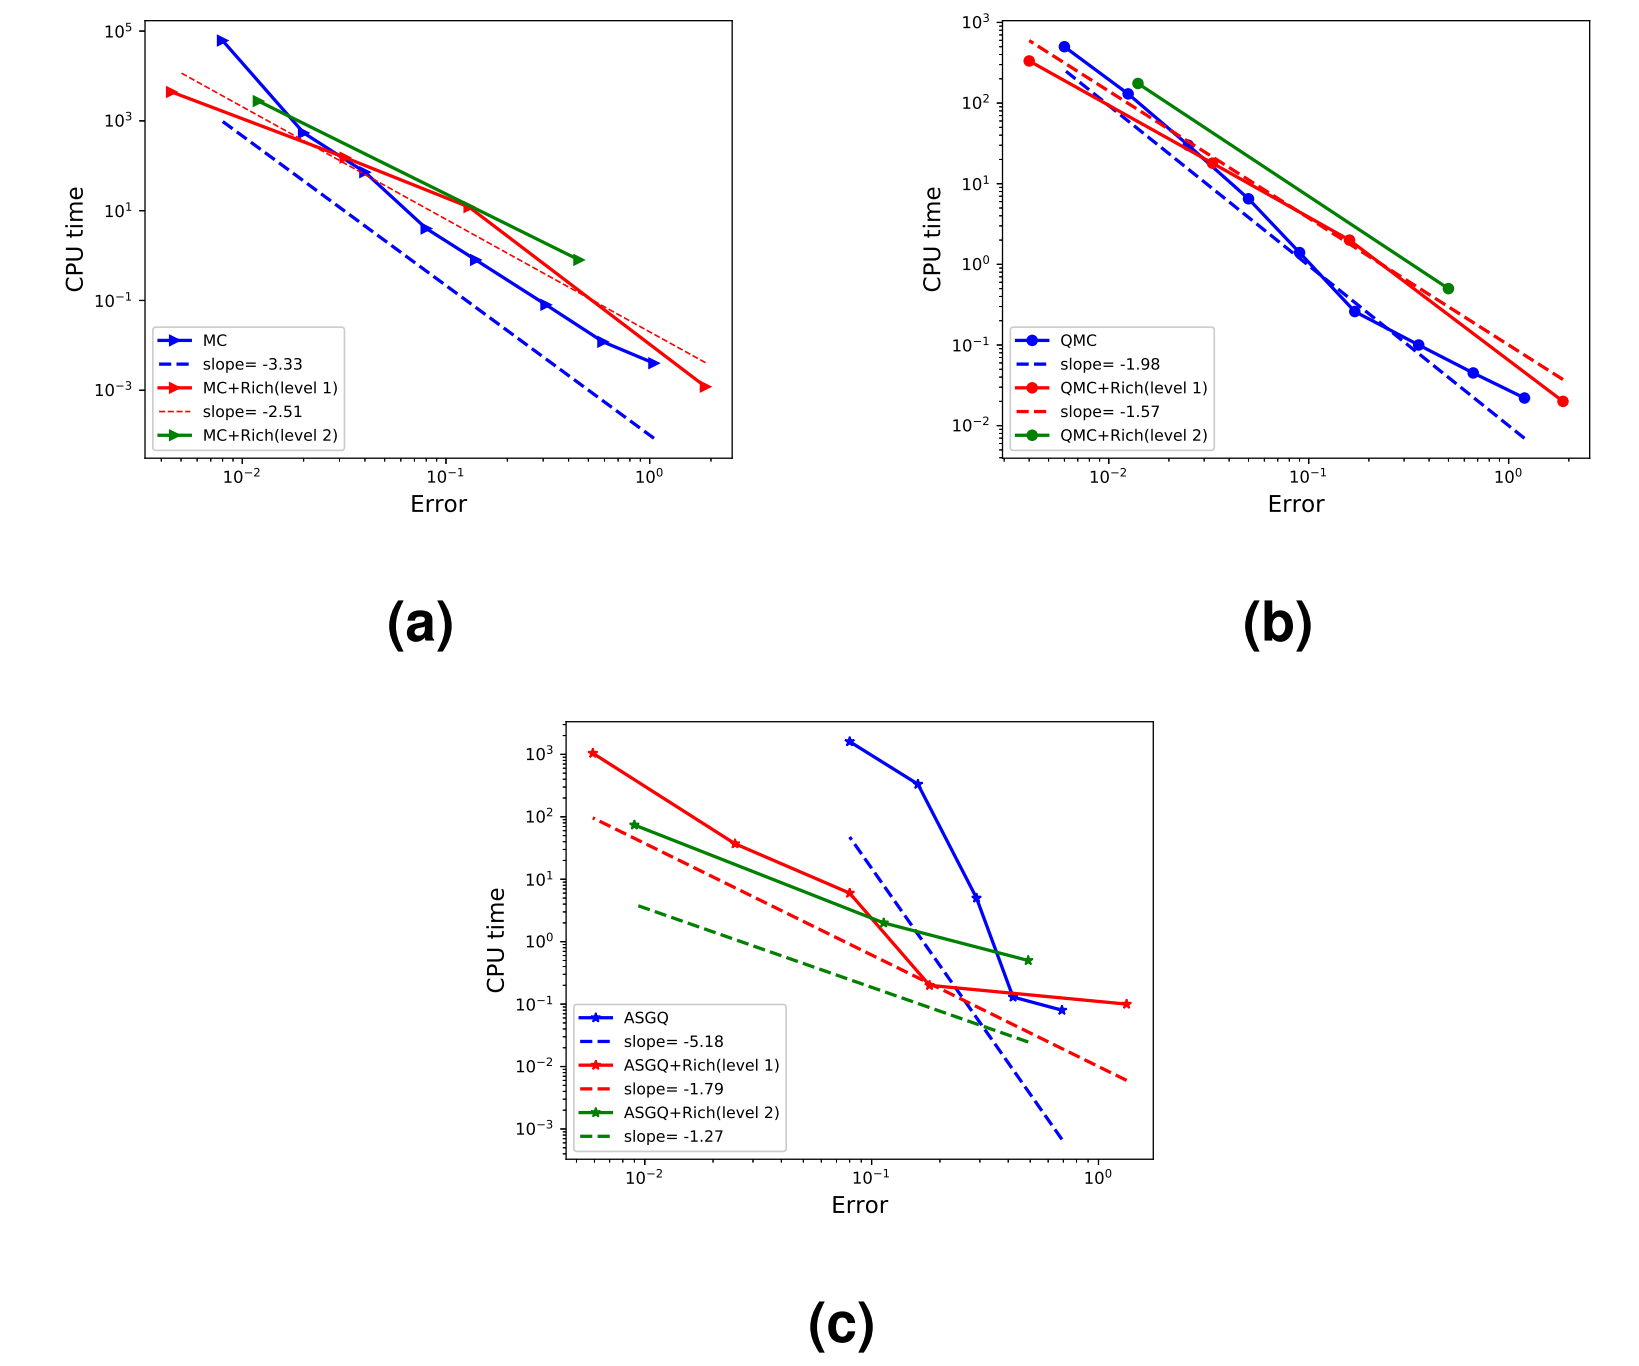 10^5
10^3
10^1
10^−1
10^−3
CPU time
MC
slope= -3.33
MC+Rich(level 1)
slope= -2.51
MC+Rich(level 2)
10^−2
10^−1
10^0
Error
(a)
10^3
10^2
10^1
10^0
10^−1
10^−2
CPU time
QMC
slope= -1.98
QMC+Rich(level 1)
slope= -1.57
QMC+Rich(level 2)
10^−2
10^−1
10^0
Error
(b)
10^3
10^2
10^1
10^0
10^−1
10^−2
10^−3
CPU time
ASGQ
slope= -5.18
ASGQ+Rich(level 1)
slope= -1.79
ASGQ+Rich(level 2)
slope= -1.27
10^−2
10^−1
10^0
Error
(c)